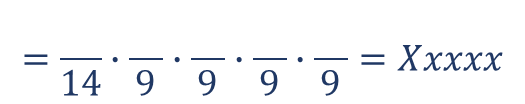 = — 14 · — 9 · — 9 · — 9 · — 9 = Xxxxx